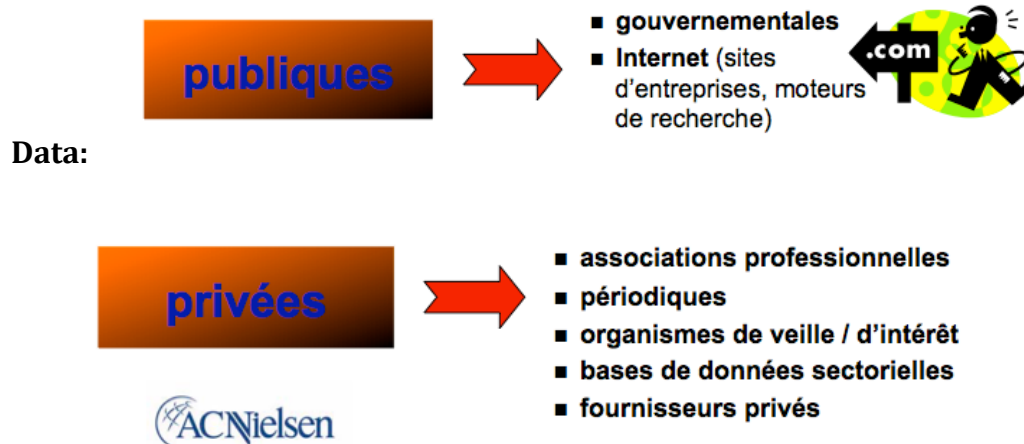 publiques
■ gouvernementales
■ Internet (sites
d'entreprises, moteurs
de recherche)
.com
Data:
privées
■ associations professionnelles
■ périodiques
■ organismes de veille / d'intérêt
■ bases de données sectorielles
■ fournisseurs privés
ACNielsen